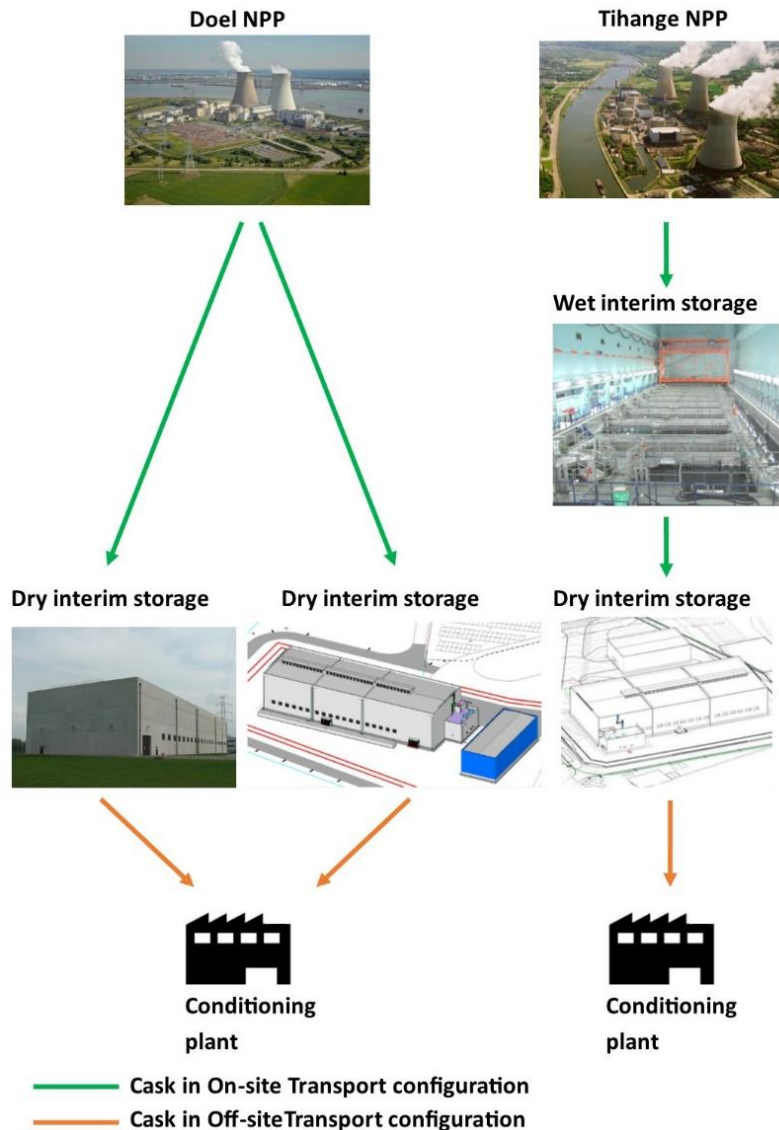 Doel NPP
Tihange NPP
Wet interim storage
Dry interim storage
Dry interim storage
Dry interim storage
Conditioning
plant
Conditioning
plant
Cask in On-site Transport configuration
Cask in Off-siteTransport configuration